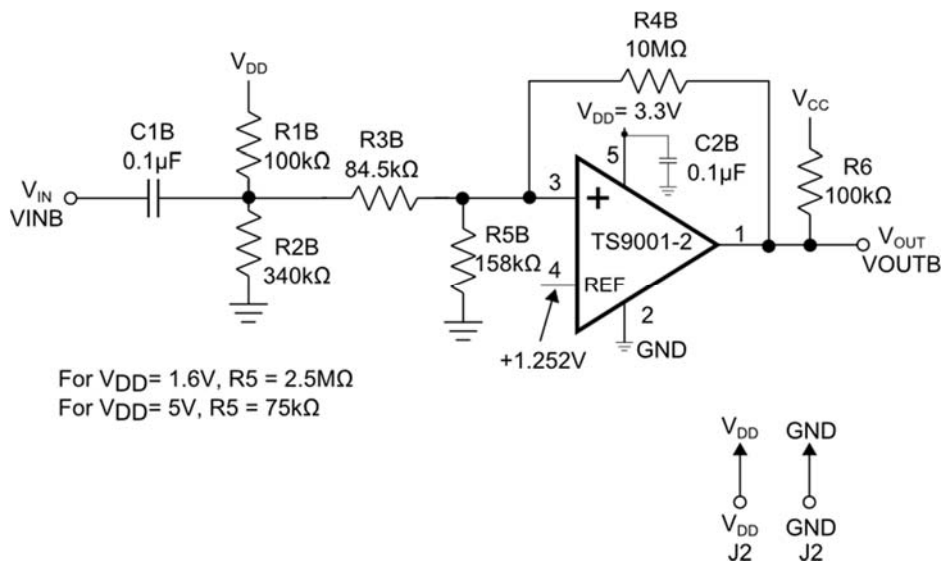 R4B
10MΩ
VDD
VDD= 3.3V
VCC
C1B
0.1µF
R1B
100kΩ
R3B
84.5kΩ
5
C2B
0.1µF
R6
100kΩ
VIN
VINB
3
+
TS9001-2
1
VOUT
VOUTB
R2B
340kΩ
R5B
158kΩ
4
REF
2
+1.252V
GND
For VDD= 1.6V, R5 = 2.5MΩ
For VDD= 5V, R5 = 75kΩ
VDD
GND
VDD
GND
J2
J2